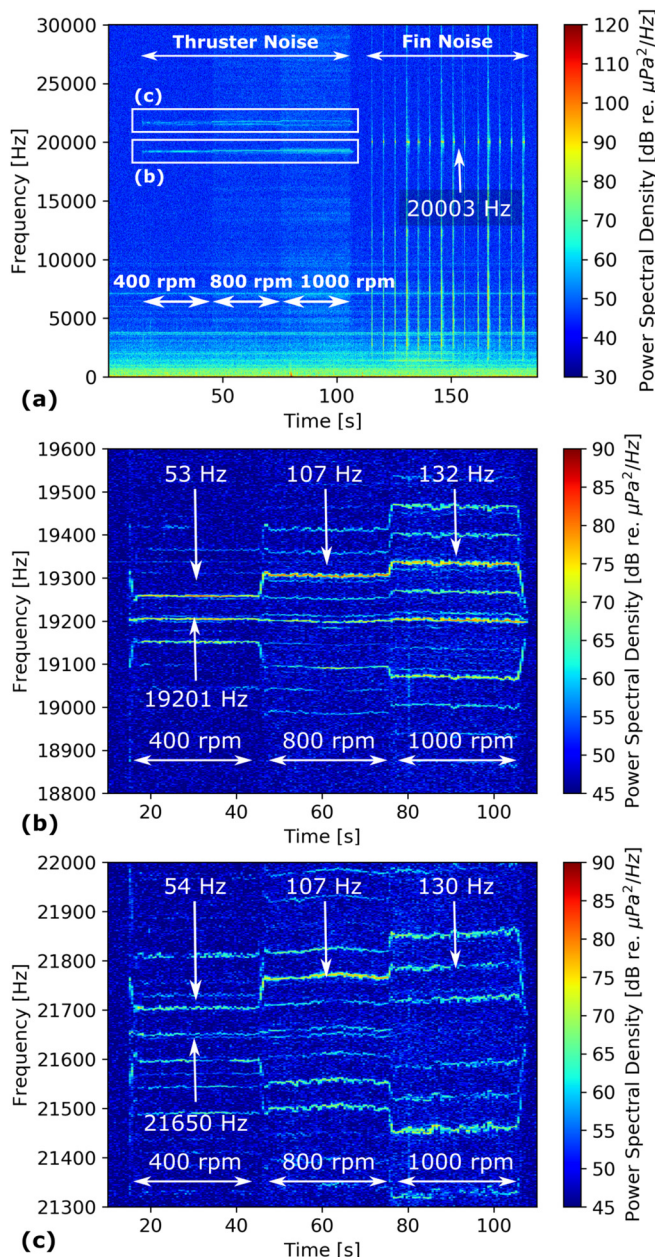 Thruster Noise Fin Noise
(c)
(b)
20003 Hz
400 rpm 800 rpm 1000 rpm
30000
25000
20000
15000
10000
5000
0
Frequency [Hz]
50 100 150
Time [s]
120
110
100
90
80
70
60
50
40
30
Power Spectral Density [dB re. μPa²/Hz]
(a)
53 Hz 107 Hz 132 Hz
19201 Hz
400 rpm 800 rpm 1000 rpm
19600
19500
19400
19300
19200
19100
19000
18900
18800
Frequency [Hz]
20 40 60 80 100
Time [s]
90
85
80
75
70
65
60
55
50
45
Power Spectral Density [dB re. μPa²/Hz]
(b)
54 Hz 107 Hz 130 Hz
21650 Hz
400 rpm 800 rpm 1000 rpm
22000
21900
21800
21700
21600
21500
21400
21300
Frequency [Hz]
20 40 60 80 100
Time [s]
90
85
80
75
70
65
60
55
50
45
Power Spectral Density [dB re. μPa²/Hz]
(c)